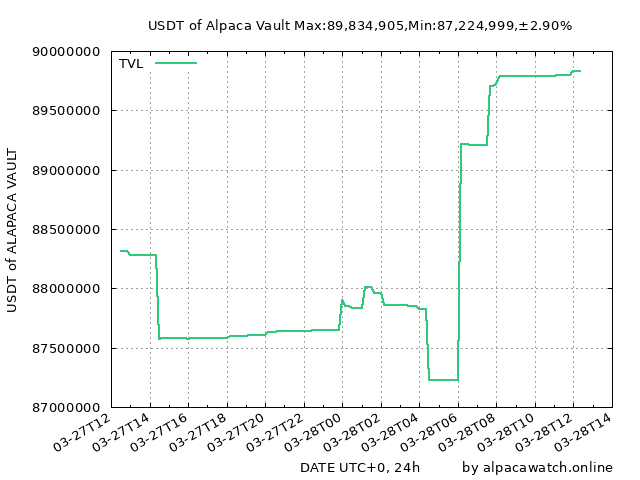 USDT of Alpaca Vault Max:89,834,905,Min:87,224,999,±2.90%
90000000
TVL
89500000
89000000
88500000
88000000
87500000
87000000
USDT of ALAPACA VAULT
03-27T12 03-27T14 03-27T16 03-27T18 03-27T20 03-27T22 03-28T00 03-28T02 03-28T04 03-28T06 03-28T08 03-28T10 03-28T12 03-28T14
DATE UTC+0, 24h by alpacawatch.online